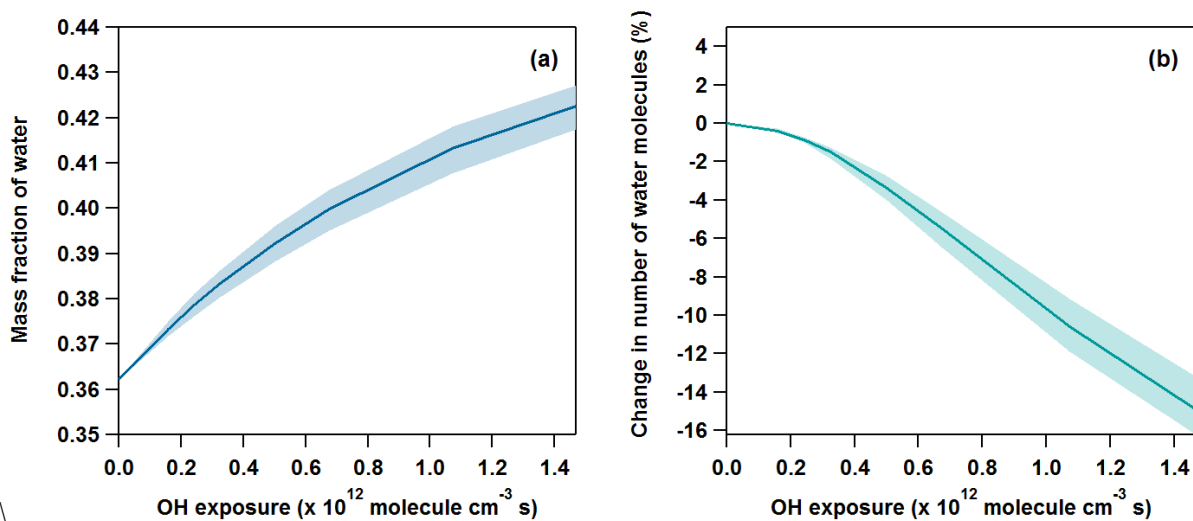 (a)
Mass fraction of water
0.44
0.43
0.42
0.41
0.40
0.39
0.38
0.37
0.36
0.35
0.0 0.2 0.4 0.6 0.8 1.0 1.2 1.4
OH exposure (x 10¹² molecule cm⁻³ s)
(b)
Change in number of water molecules (%)
4
2
0
-2
-4
-6
-8
-10
-12
-14
-16
0.0 0.2 0.4 0.6 0.8 1.0 1.2 1.4
OH exposure (x 10¹² molecule cm⁻³ s)